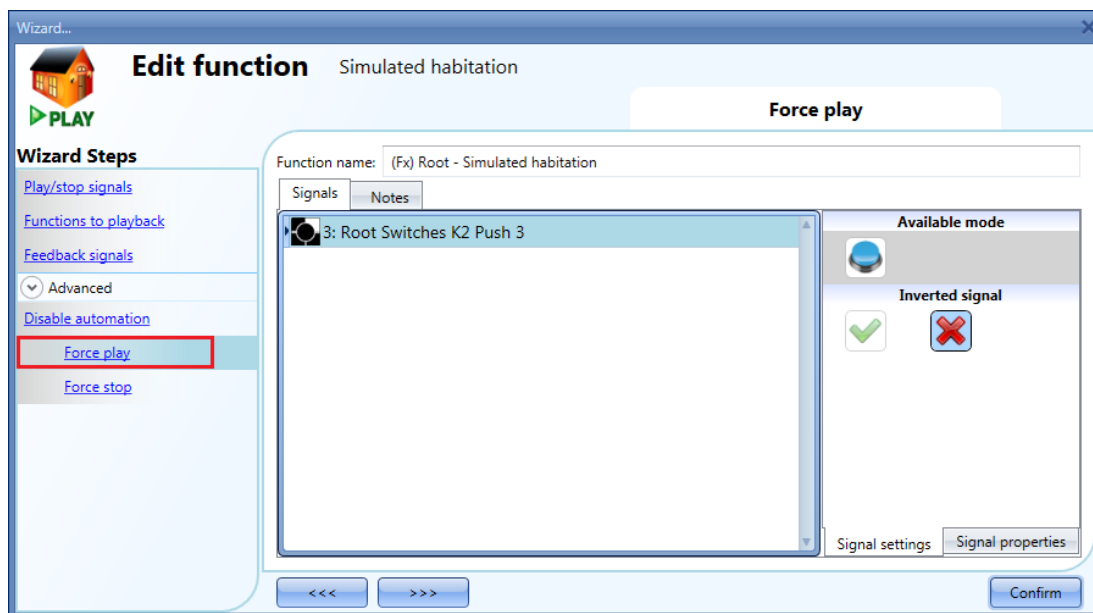 Wizard...
Edit function Simulated habitation
PLAY
Force play
Wizard Steps
Play/stop signals
Functions to playback
Feedback signals
Advanced
Disable automation
Force play
Force stop
Function name: (Fx) Root - Simulated habitation
Signals Notes
3: Root Switches K2 Push 3
Available mode
Inverted signal
Signal settings Signal properties
<<< >>> Confirm